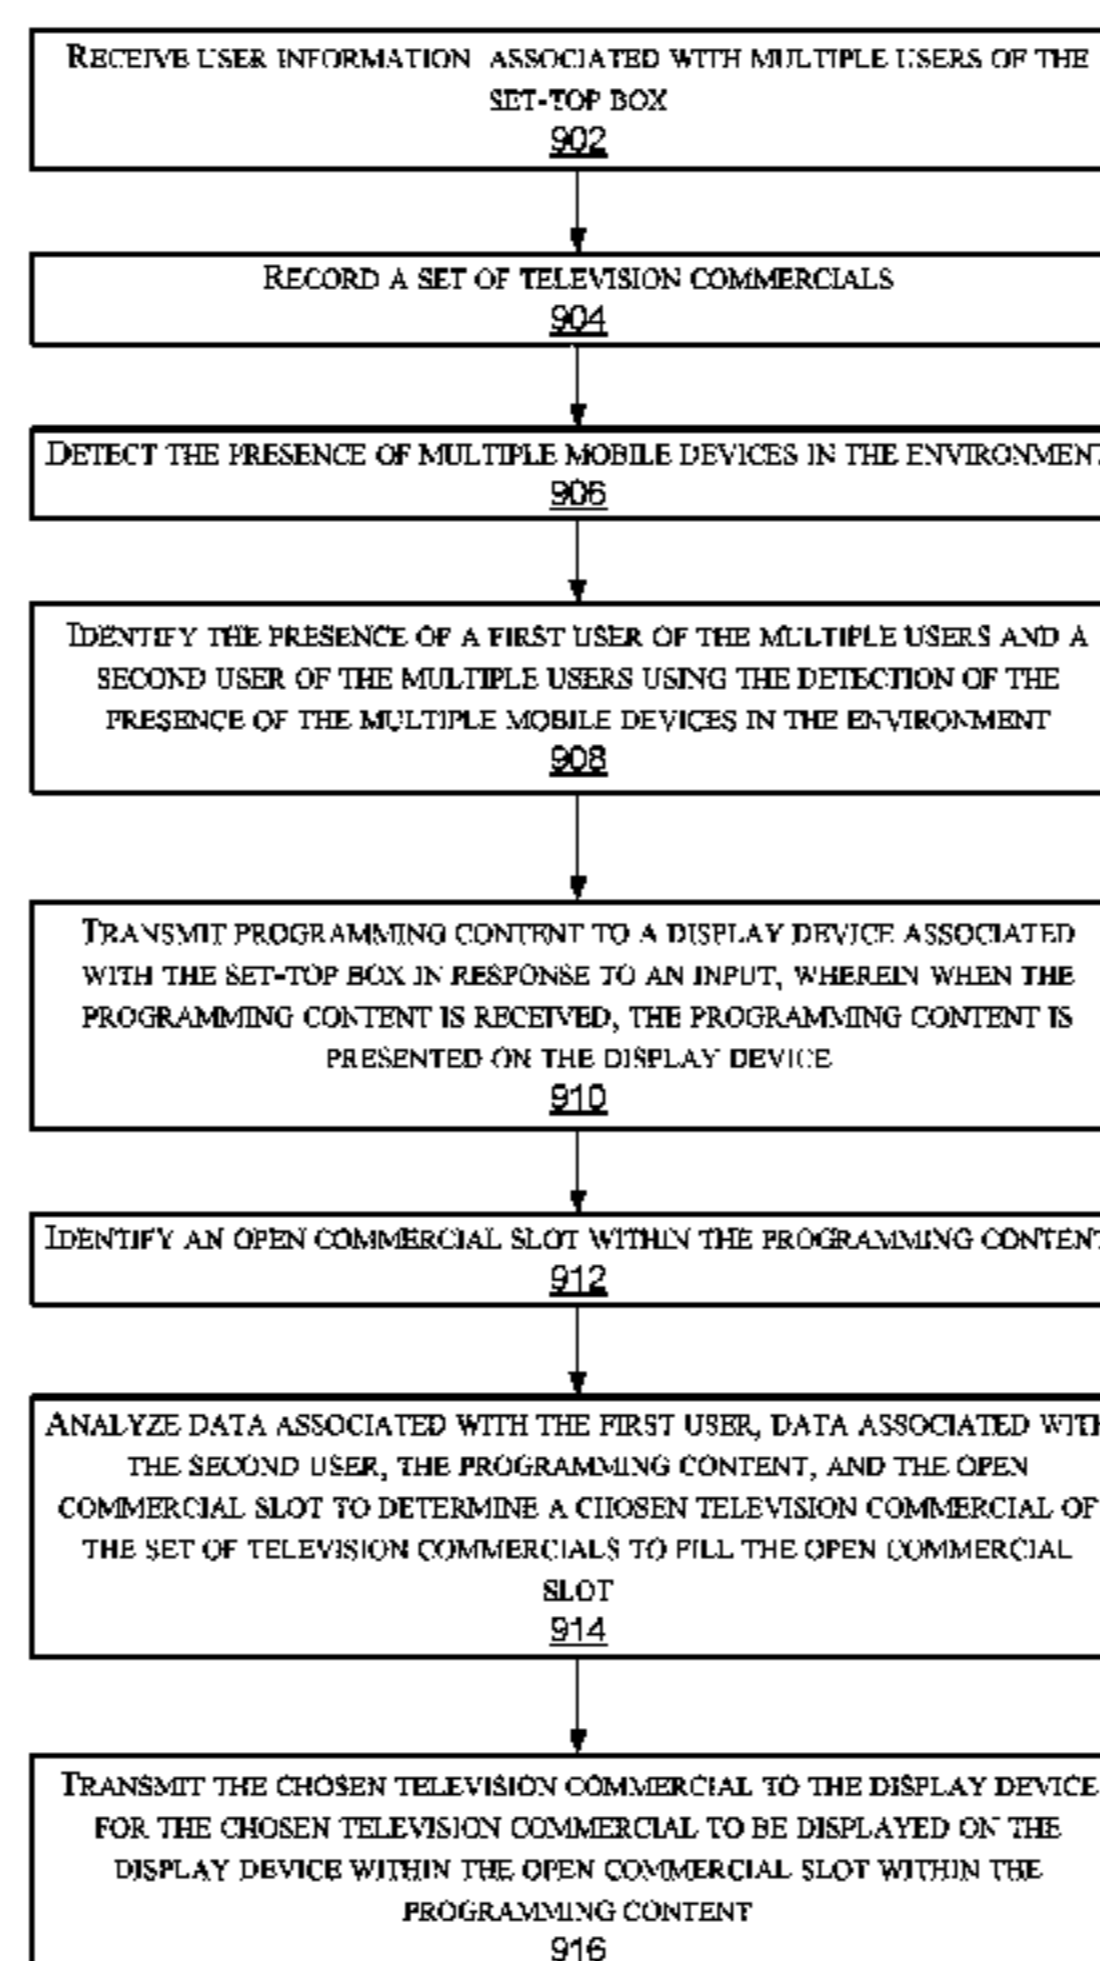 RECEIVE USER INFORMATION ASSOCIATED WITH MULTIPLE USERS OF THE
SET-TOP BOX
902
RECORD A SET OF TELEVISION COMMERCIALS
904
DETECT THE PRESENCE OF MULTIPLE MOBILE DEVICES IN THE ENVIRONMENT
906
IDENTIFY THE PRESENCE OF A FIRST USER OF THE MULTIPLE USERS AND A
SECOND USER OF THE MULTIPLE USERS USING THE DETECTION OF THE
PRESENCE OF THE MULTIPLE MOBILE DEVICES IN THE ENVIRONMENT
908
TRANSMIT PROGRAMMING CONTENT TO A DISPLAY DEVICE ASSOCIATED
WITH THE SET-TOP BOX IN RESPONSE TO AN INPUT, WHEREIN WHEN THE
PROGRAMMING CONTENT IS RECEIVED, THE PROGRAMMING CONTENT IS
PRESENTED ON THE DISPLAY DEVICE
910
IDENTIFY AN OPEN COMMERCIAL SLOT WITHIN THE PROGRAMMING CONTENT
912
ANALYZE DATA ASSOCIATED WITH THE FIRST USER, DATA ASSOCIATED WITH
THE SECOND USER, THE PROGRAMMING CONTENT, AND THE OPEN
COMMERCIAL SLOT TO DETERMINE A CHOSEN TELEVISION COMMERCIAL OF
THE SET OF TELEVISION COMMERCIALS TO FILL THE OPEN COMMERCIAL
SLOT
914
TRANSMIT THE CHOSEN TELEVISION COMMERCIAL TO THE DISPLAY DEVICE
FOR THE CHOSEN TELEVISION COMMERCIAL TO BE DISPLAYED ON THE
DISPLAY DEVICE WITHIN THE OPEN COMMERCIAL SLOT WITHIN THE
PROGRAMMING CONTENT
916